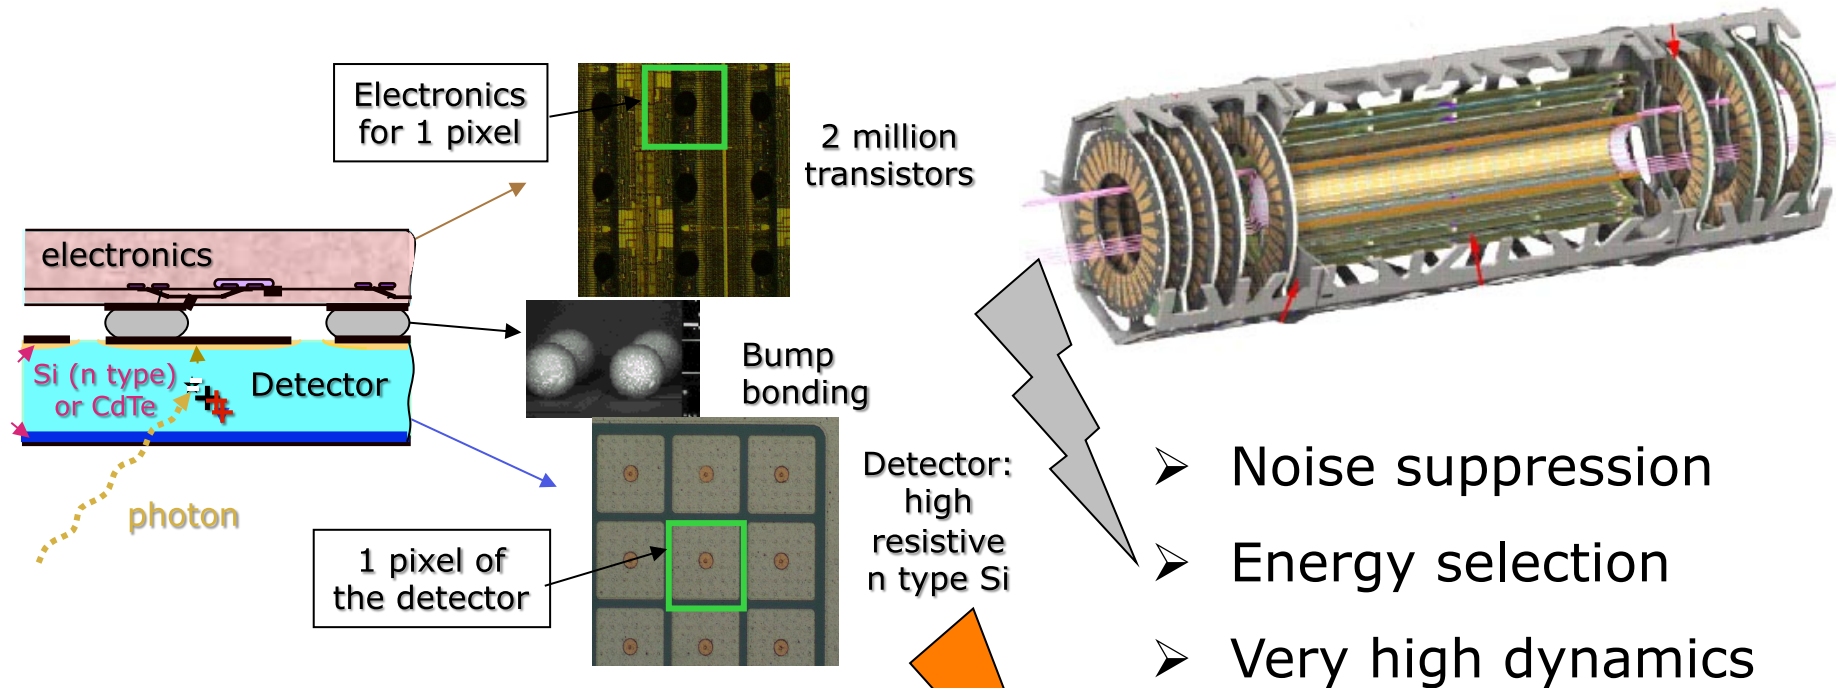 Electronics
for 1 pixel
2 million
transistors
electronics
Si (n type)
or CdTe
Detector
Bump
bonding
photon
1 pixel of
the detector
Detector:
high
resistive
n type Si
➢ Noise suppression
➢ Energy selection
➢ Very high dynamics